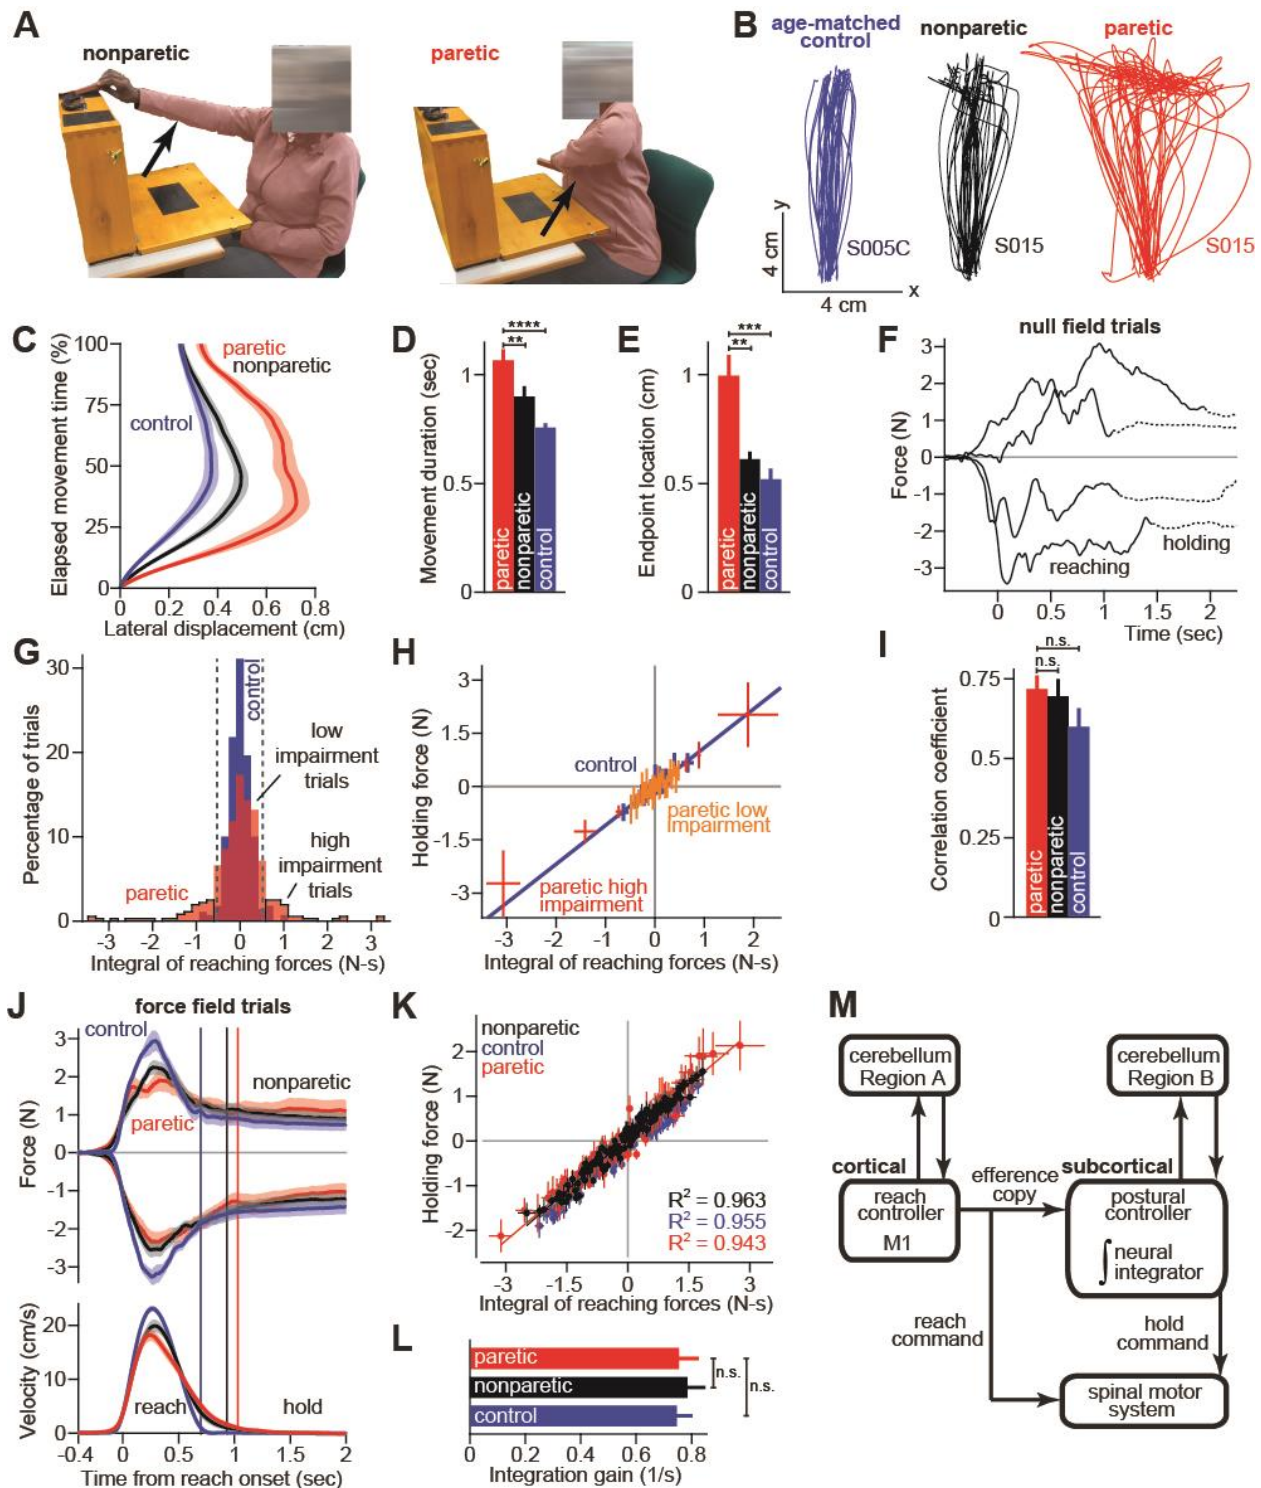 A
nonparetic
paretic
B
age-matched
control
nonparetic
paretic
y
4 cm
4 cm
x
S005C
S015
S015
C
Elapsed movement time (%)
100
75
50
25
0
paretic
nonparetic
control
0 0.2 0.4 0.6 0.8
Lateral displacement (cm)
D
Movement duration (sec)
1
0.5
0
****
**
paretic
nonparetic
control
E
Endpoint location (cm)
1
0.5
0
***
**
paretic
nonparetic
control
F
null field trials
Force (N)
3
2
1
0
-1
-2
-3
holding
reaching
0 0.5 1 1.5 2
Time (sec)
G
Percentage of trials
30
20
10
0
control
low
impairment
trials
high
impairment
trials
paretic
-3 -2 -1 0 1 2 3
Integral of reaching forces (N-s)
H
Holding force (N)
3
1.5
0
-1.5
-3
control
paretic low
impairment
paretic high
impairment
-3 -2 -1 0 1 2
Integral of reaching forces (N-s)
I
Correlation coefficient
0.75
0.5
0.25
0
n.s.
n.s.
paretic
nonparetic
control
J
force field trials
control
nonparetic
paretic
Force (N)
3
2
1
0
-1
-2
-3
Velocity (cm/s)
20
10
0
reach
hold
-0.4 0 0.5 1 1.5 2
Time from reach onset (sec)
K
nonparetic
control
paretic
Holding force (N)
2
1
0
-1
-2
R² = 0.963
R² = 0.955
R² = 0.943
-3 -1.5 0 1.5 3
Integral of reaching forces (N-s)
L
paretic
nonparetic
control
n.s.
n.s.
0 0.2 0.4 0.6 0.8
Integration gain (1/s)
M
cerebellum
Region A
cerebellum
Region B
cortical
efference
copy
subcortical
reach
controller
M1
postural
controller
∫ neural
integrator
reach
command
hold
command
spinal motor
system